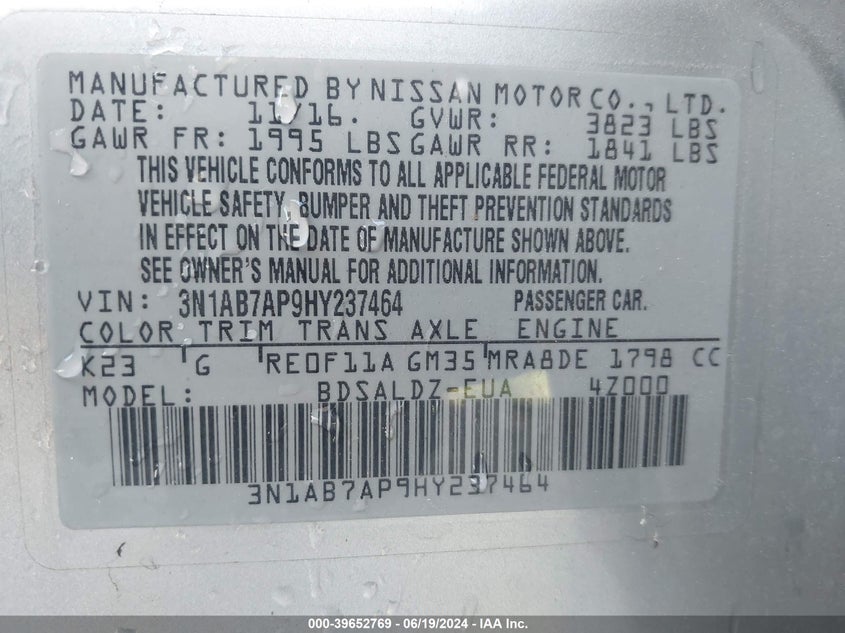 MANUFACTURED BY NISSAN MOTOR CO., LTD.
DATE: 11/16. GVWR: 3823 LBS
GAWR FR: 1995 LBS GAWR RR: 1841 LBS
THIS VEHICLE CONFORMS TO ALL APPLICABLE FEDERAL MOTOR
VEHICLE SAFETY, BUMPER AND THEFT PREVENTION STANDARDS
IN EFFECT ON THE DATE OF MANUFACTURE SHOWN ABOVE.
SEE OWNER'S MANUAL FOR ADDITIONAL INFORMATION.
VIN: 3N1AB7AP9HY237464 PASSENGER CAR.
COLOR TRIM TRANS AXLE ENGINE
K23 G RE0F11A GM35 MRA8DE 1798 CC
MODEL: BDSALDZ-EUA 4Z000
3N1AB7AP9HY237464
000-39652769 - 06/19/2024 - IAA Inc.